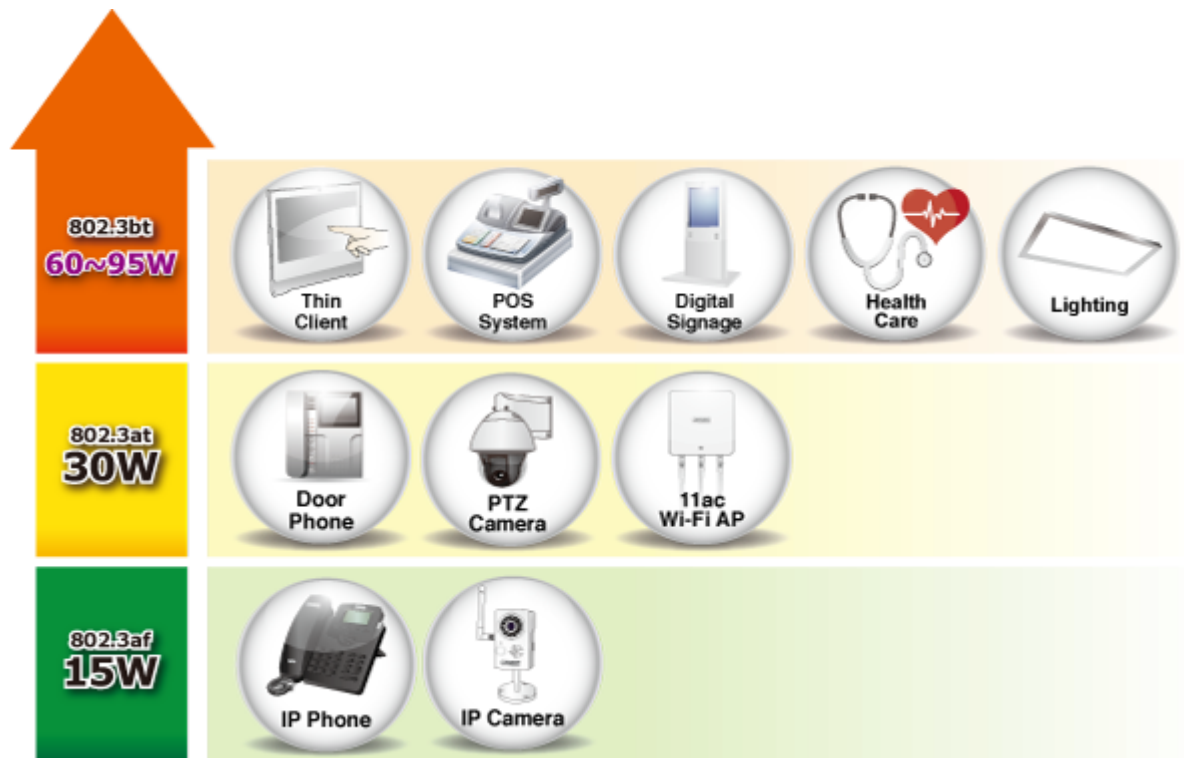 802.3bt
60~95W
Thin
Client
POS
System
Digital
Signage
Health
Care
Lighting
802.3at
30W
Door
Phone
PTZ
Camera
11ac
Wi-Fi AP
802.3af
15W
IP Phone
IP Camera